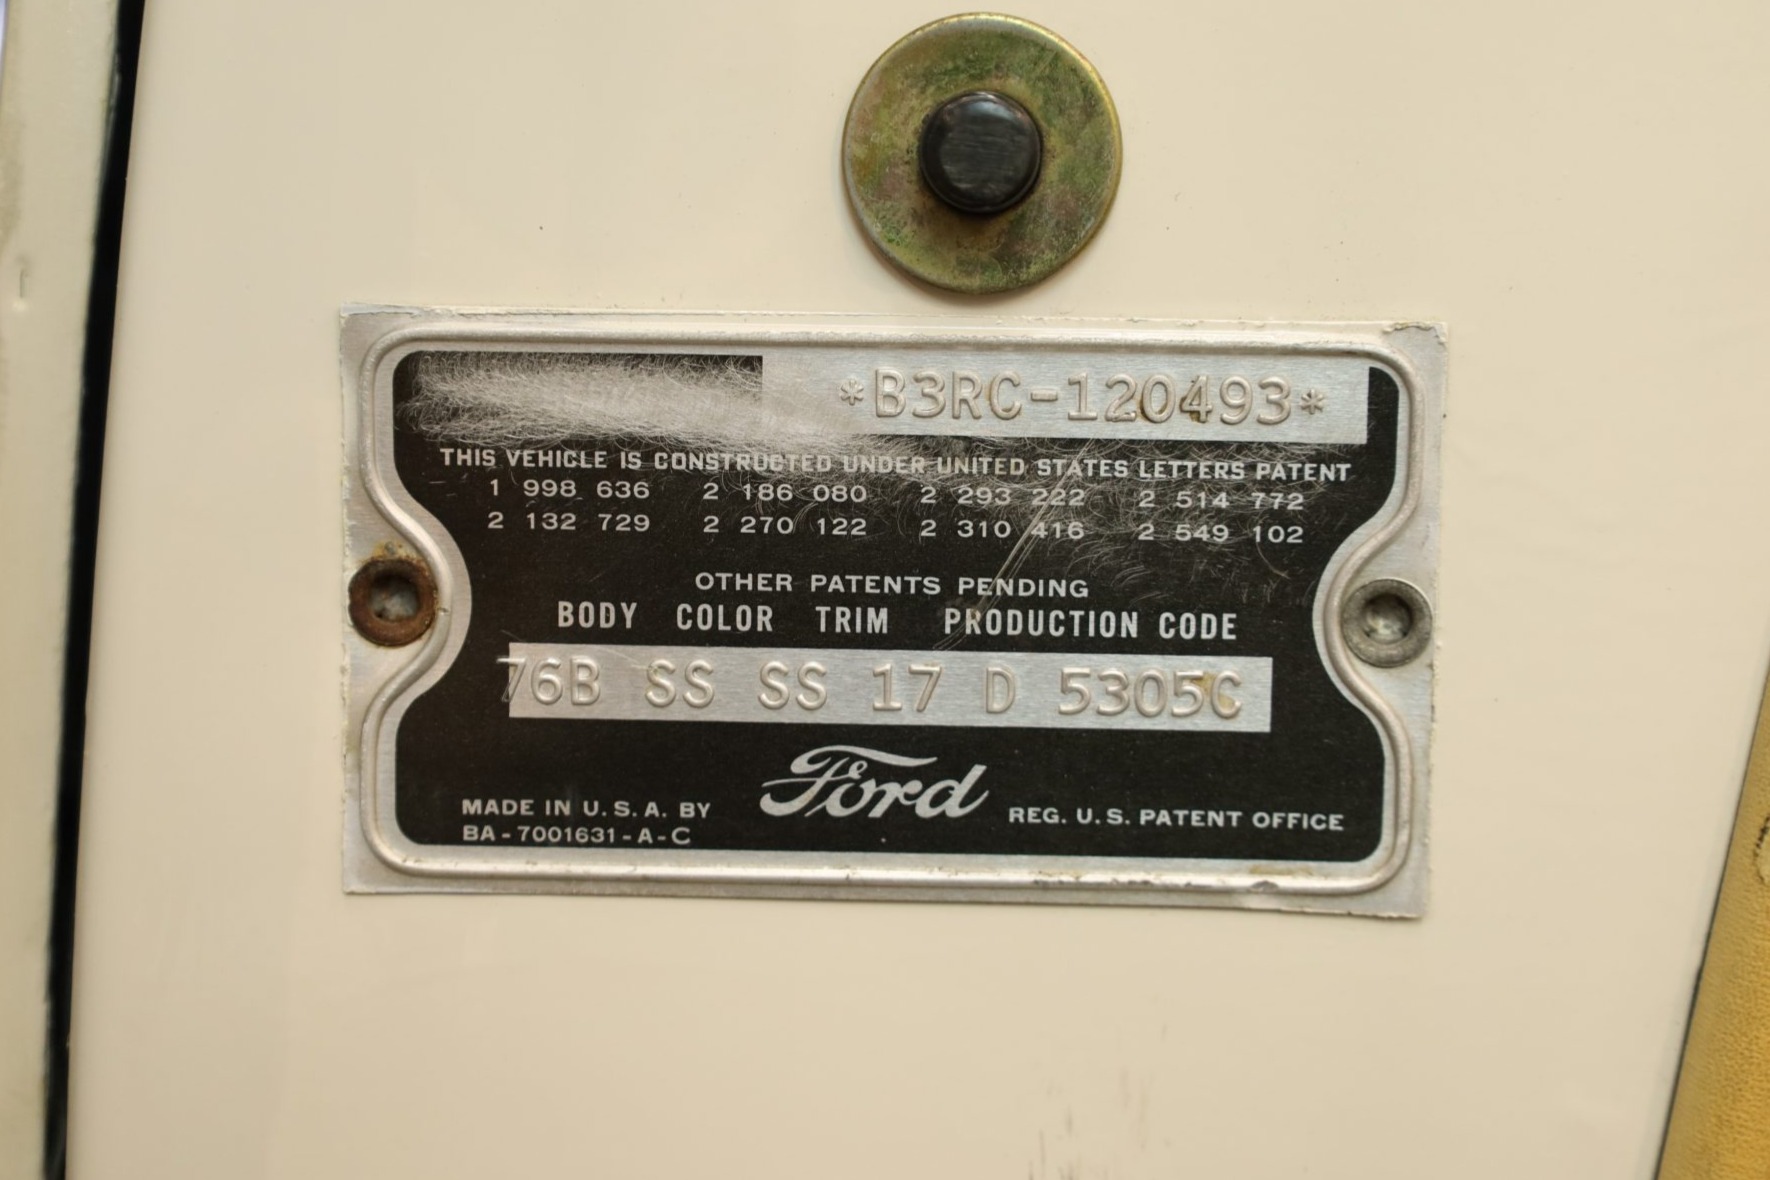 *B3RC-120493*
THIS VEHICLE IS CONSTRUCTED UNDER UNITED STATES LETTERS PATENT
1 998 636 2 186 080 2 293 222 2 514 772
2 132 729 2 270 122 2 310 416 2 549 102
OTHER PATENTS PENDING
BODY COLOR TRIM PRODUCTION CODE
76B SS SS 17 D 5305C
MADE IN U.S.A. BY Ford REG. U.S. PATENT OFFICE
BA-7001631-A-C